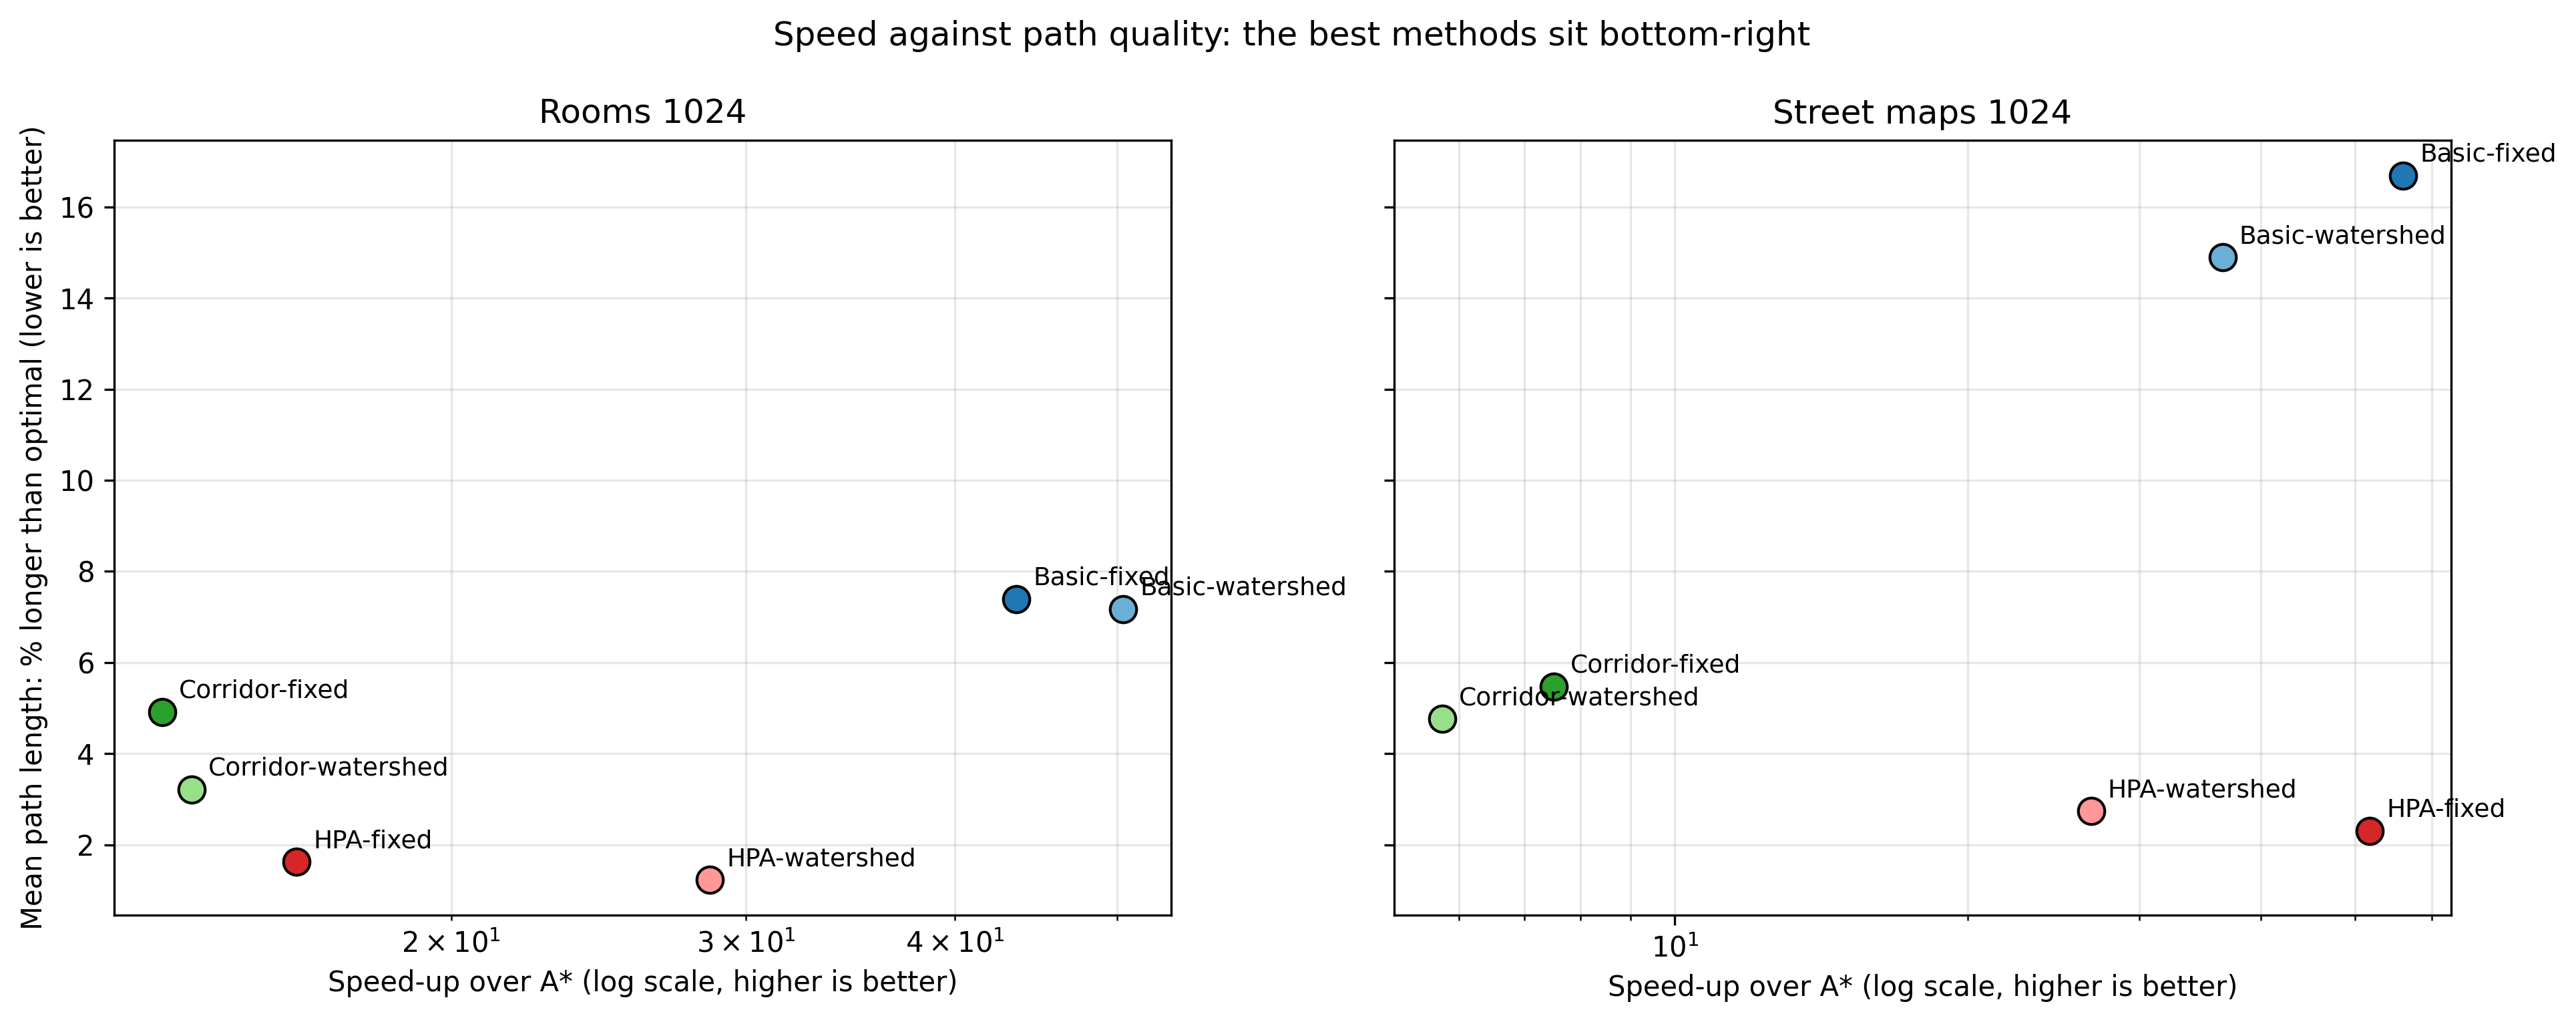 Speed against path quality: the best methods sit bottom-right
Rooms 1024
Mean path length: % longer than optimal (lower is better)
16
14
12
10
8
6
4
2
Basic-fixed
Basic-watershed
Corridor-fixed
Corridor-watershed
HPA-fixed
HPA-watershed
2 × 10¹
3 × 10¹
4 × 10¹
Speed-up over A* (log scale, higher is better)
Street maps 1024
Basic-fixed
Basic-watershed
Corridor-fixed
Corridor-watershed
HPA-watershed
HPA-fixed
10¹
Speed-up over A* (log scale, higher is better)